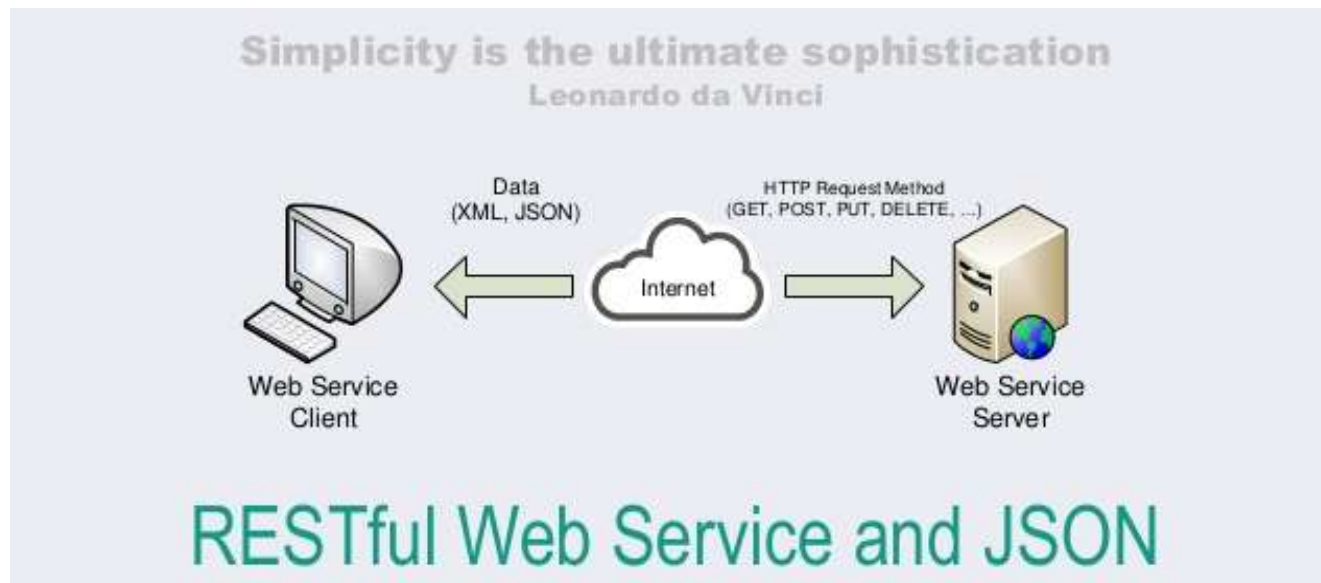 Simplicity is the ultimate sophistication
Leonardo da Vinci
Data
(XML, JSON)
HTTP Request Method
(GET, POST, PUT, DELETE, ...)
Internet
Web Service
Client
Web Service
Server
RESTful Web Service and JSON